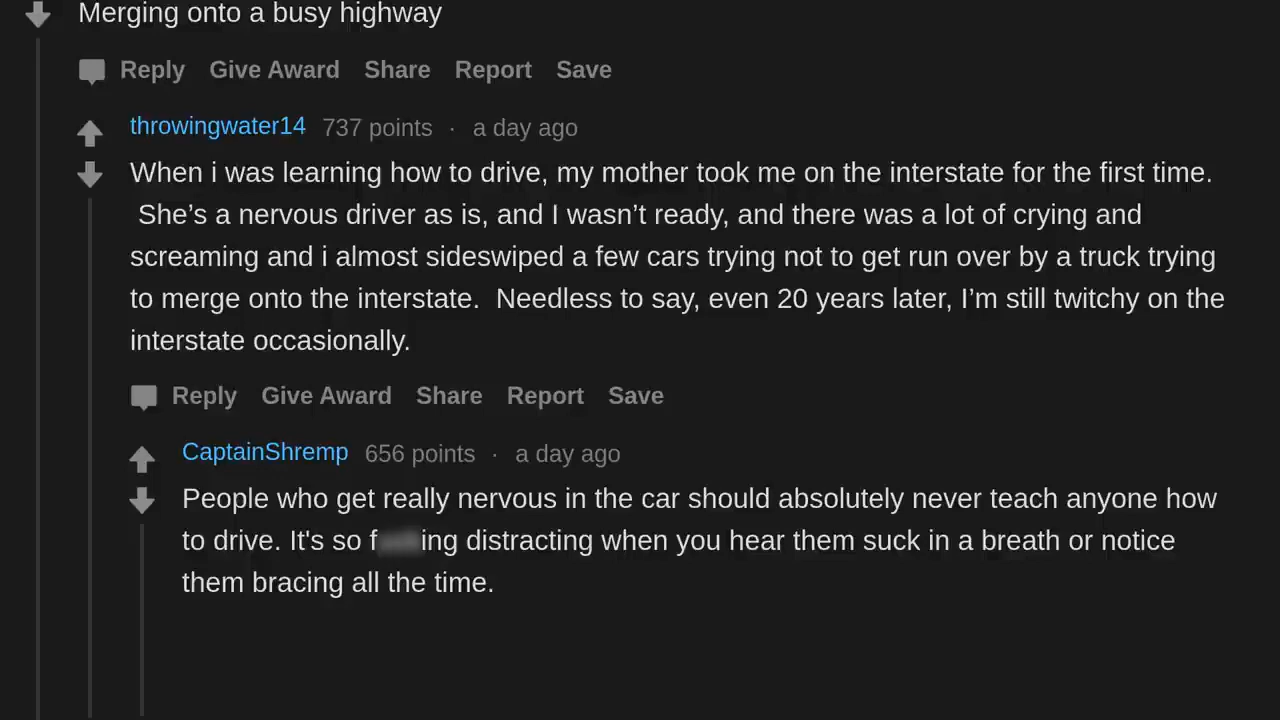 Merging onto a busy highway
Reply Give Award Share Report Save
throwingwater14 737 points · a day ago
When i was learning how to drive, my mother took me on the interstate for the first time.
She’s a nervous driver as is, and I wasn’t ready, and there was a lot of crying and
screaming and i almost sideswiped a few cars trying not to get run over by a truck trying
to merge onto the interstate.  Needless to say, even 20 years later, I’m still twitchy on the
interstate occasionally.
Reply Give Award Share Report Save
CaptainShremp 656 points · a day ago
People who get really nervous in the car should absolutely never teach anyone how
to drive. It's so distracting when you hear them suck in a breath or notice
them bracing all the time.